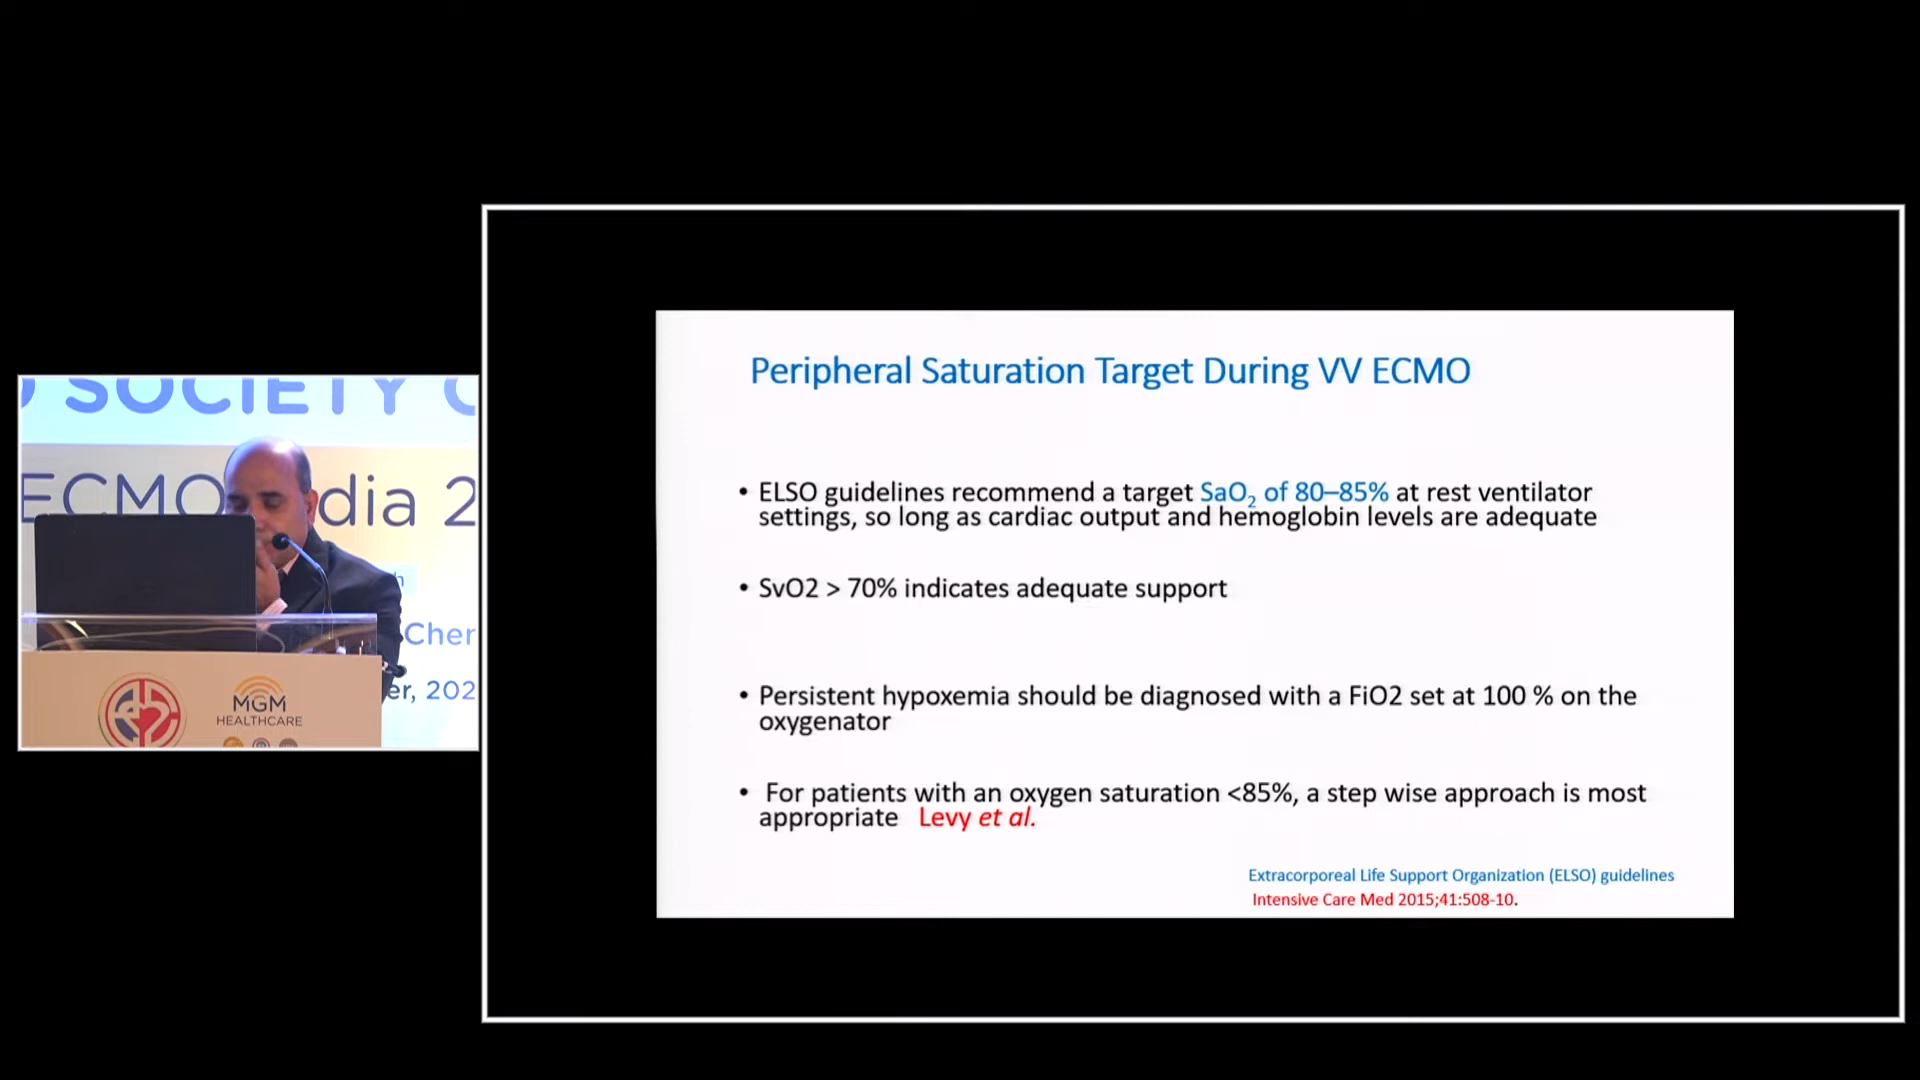 SOCIETY
ECMO
dia 2
Cher
er, 202
MGM
HEALTHCARE
Peripheral Saturation Target During VV ECMO
• ELSO guidelines recommend a target SaO₂ of 80–85% at rest ventilator
settings, so long as cardiac output and hemoglobin levels are adequate
• SvO2 > 70% indicates adequate support
• Persistent hypoxemia should be diagnosed with a FiO2 set at 100 % on the
oxygenator
• For patients with an oxygen saturation <85%, a step wise approach is most
appropriate Levy et al.
Extracorporeal Life Support Organization (ELSO) guidelines
Intensive Care Med 2015;41:508-10.